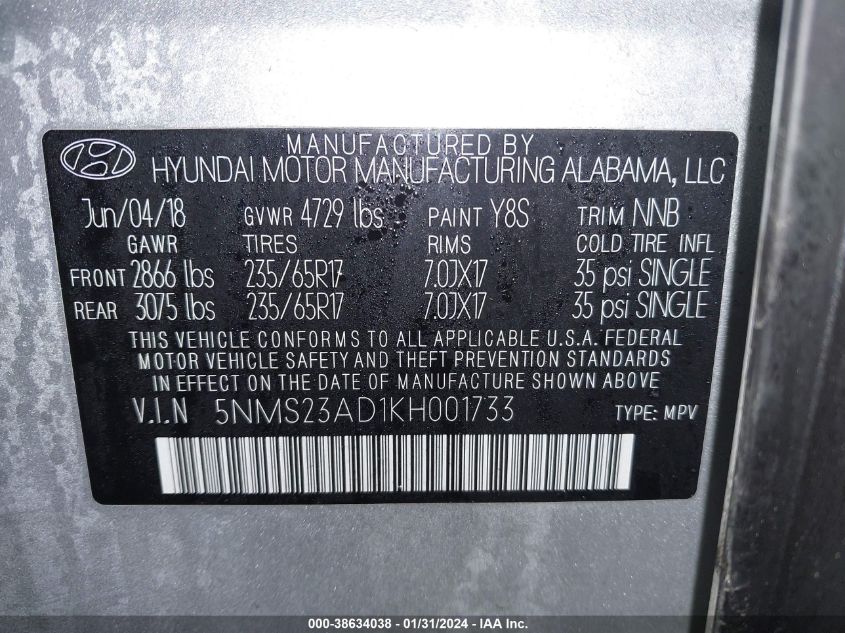 MANUFACTURED BY
HYUNDAI MOTOR MANUFACTURING ALABAMA, LLC
Jun/04/18 GVWR 4729 lbs PAINT Y8S TRIM NNB
GAWR TIRES RIMS COLD TIRE INFL
FRONT 2866 lbs 235/65R17 7.0JX17 35 psi SINGLE
REAR 3075 lbs 235/65R17 7.0JX17 35 psi SINGLE
THIS VEHICLE CONFORMS TO ALL APPLICABLE U.S.A. FEDERAL
MOTOR VEHICLE SAFETY AND THEFT PREVENTION STANDARDS
IN EFFECT ON THE DATE OF MANUFACTURE SHOWN ABOVE
V.I.N 5NMS23AD1KH001733 TYPE: MPV
000-38634038 - 01/31/2024 - IAA Inc.